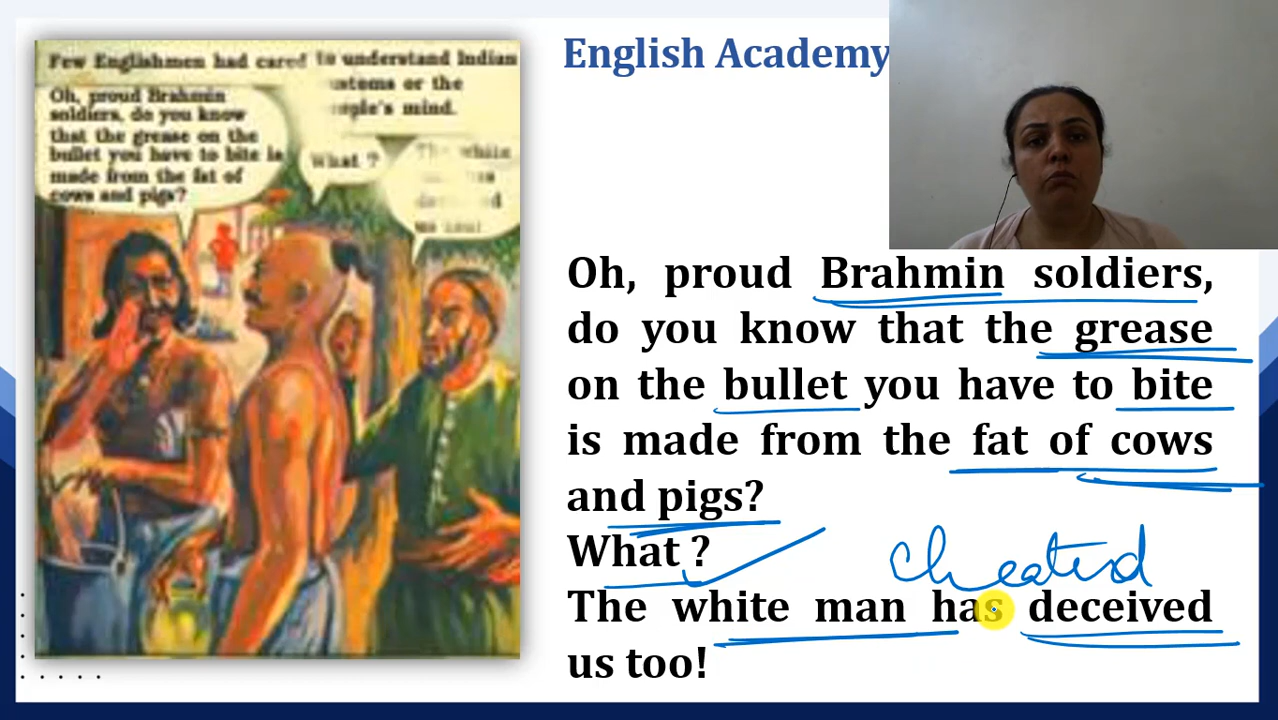 Few Englishmen had cared to understand Indian
customs or the
people's mind.
Oh, proud Brahmin
soldiers, do you know
that the grease on the
bullet you have to bite is
made from the fat of
cows and pigs?
What ?
The white
English Academy
Oh, proud Brahmin soldiers,
do you know that the grease
on the bullet you have to bite
is made from the fat of cows
and pigs?
What ?
cheated
The white man has deceived
us too!